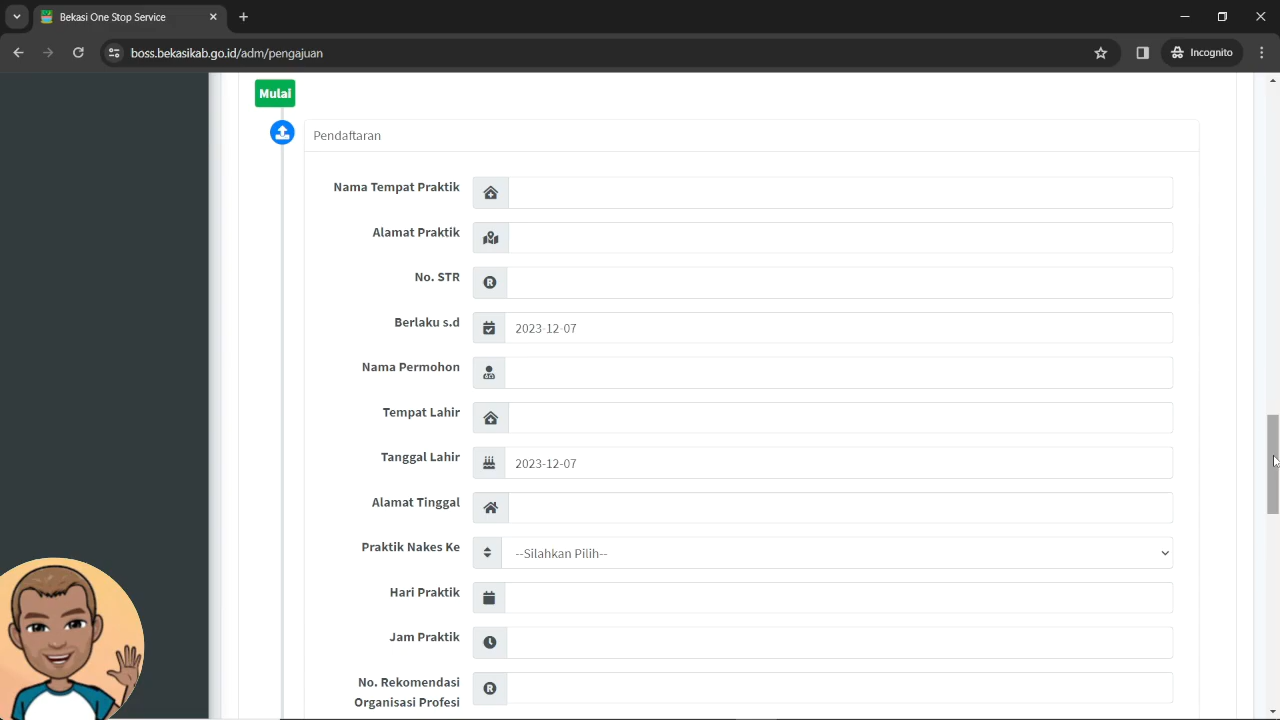 Bekasi One Stop Service
boss.bekasikab.go.id/adm/pengajuan
Incognito
Mulai
Pendaftaran
Nama Tempat Praktik
Alamat Praktik
No. STR
Berlaku s.d
2023-12-07
Nama Permohon
Tempat Lahir
Tanggal Lahir
2023-12-07
Alamat Tinggal
Praktik Nakes Ke
--Silahkan Pilih--
Hari Praktik
Jam Praktik
No. Rekomendasi
Organisasi Profesi